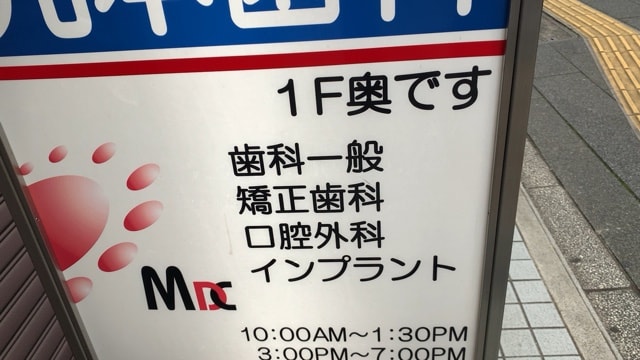 1F奥です
歯科一般
矯正歯科
口腔外科
インプラント
MDC
10:00AM～1:30PM
3:00PM～7:00PM